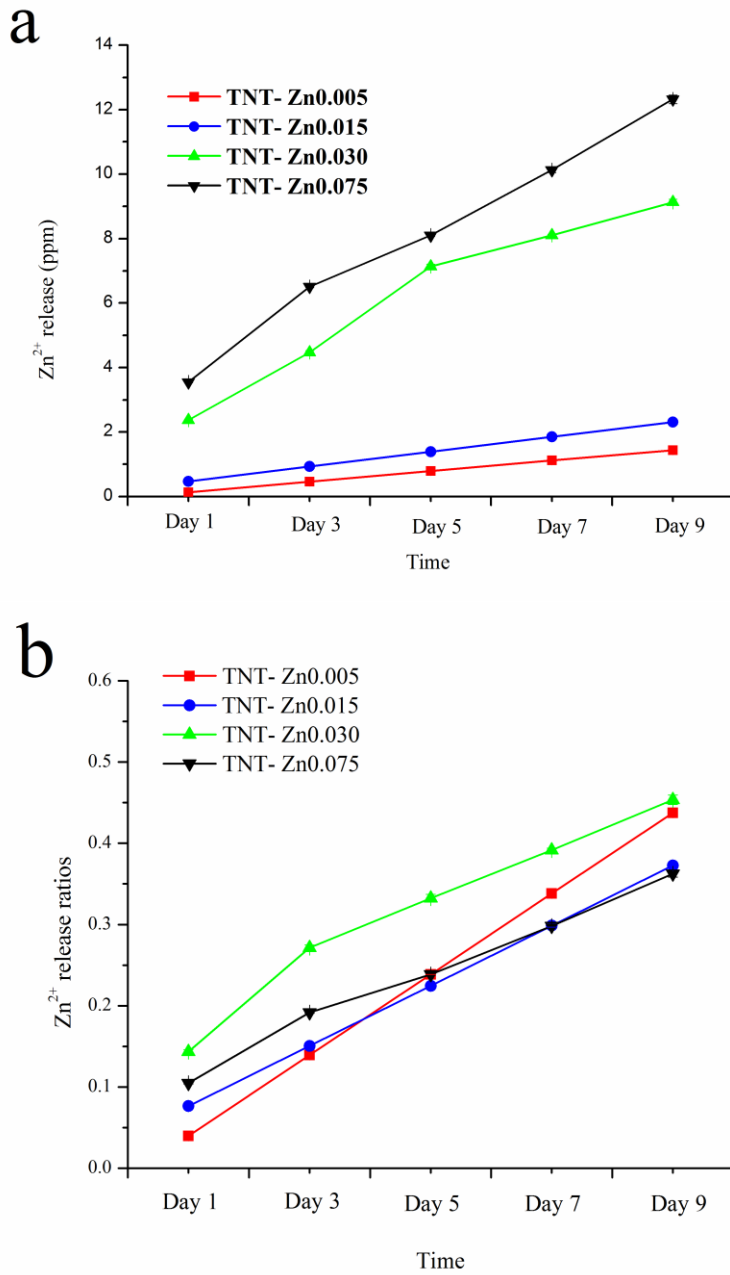 a
14
12
10
8
6
4
2
0
Zn2+ release (ppm)
TNT- Zn0.005
TNT- Zn0.015
TNT- Zn0.030
TNT- Zn0.075
Day 1 Day 3 Day 5 Day 7 Day 9
Time
b
0.6
0.5
0.4
0.3
0.2
0.1
0.0
Zn2+ release ratios
TNT- Zn0.005
TNT- Zn0.015
TNT- Zn0.030
TNT- Zn0.075
Day 1 Day 3 Day 5 Day 7 Day 9
Time